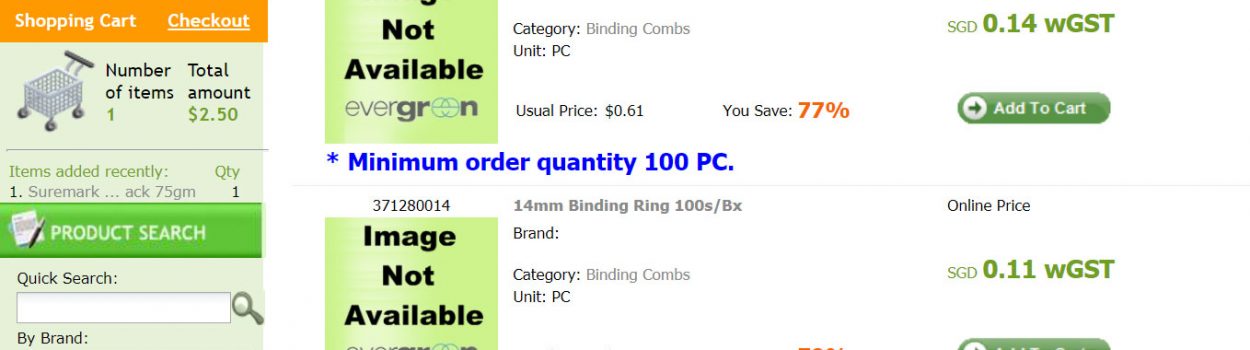 Shopping Cart Checkout
Number of items
1
Total amount
$2.50
Items added recently: Qty
1. Suremark ... ack 75gm 1
PRODUCT SEARCH
Quick Search:
By Brand:
Not
Available
evergreen
Category: Binding Combs
Unit: PC
SGD 0.14 wGST
Usual Price: $0.61
You Save: 77%
Add To Cart
* Minimum order quantity 100 PC.
371280014
14mm Binding Ring 100s/Bx
Online Price
Image
Not
Available
Brand:
Category: Binding Combs
Unit: PC
SGD 0.11 wGST